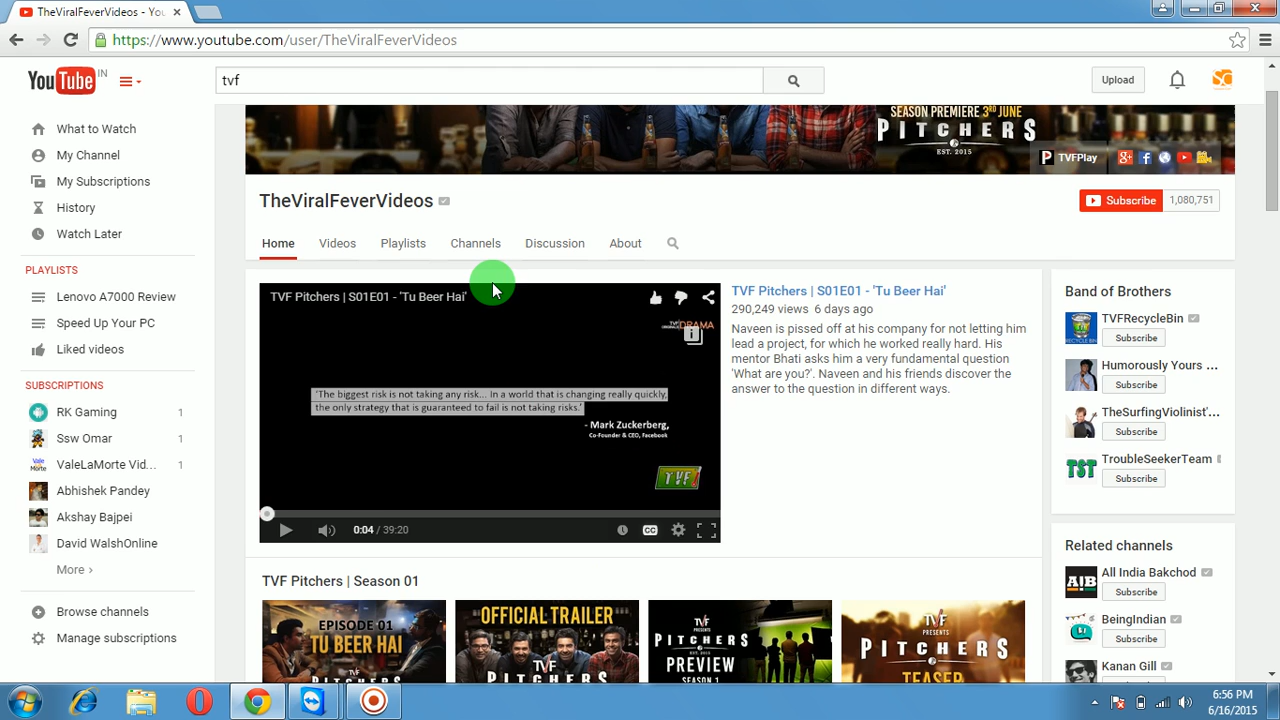 TheViralFeverVideos - You
https://www.youtube.com/user/TheViralFeverVideos
YouTube IN
tvf
Upload
What to Watch
My Channel
My Subscriptions
History
Watch Later
PLAYLISTS
Lenovo A7000 Review
Speed Up Your PC
Liked videos
SUBSCRIPTIONS
RK Gaming 1
Ssw Omar 1
ValeLaMorte Vid... 1
Abhishek Pandey
Akshay Bajpei
David WalshOnline
More ›
Browse channels
Manage subscriptions
SEASON PREMIERE 3RD JUNE
PITCHERS
EST. 2015
TVFPlay
TheViralFeverVideos
Subscribe 1,080,751
Home Videos Playlists Channels Discussion About
TVF Pitchers | S01E01 - 'Tu Beer Hai'
DRAMA
'The biggest risk is not taking any risk... In a world that is changing really quickly,
the only strategy that is guaranteed to fail is not taking risks.'
- Mark Zuckerberg,
Co-Founder & CEO, Facebook
TVF
0:04 / 39:20
CC
TVF Pitchers | S01E01 - 'Tu Beer Hai'
290,249 views 6 days ago
Naveen is pissed off at his company for not letting him
lead a project, for which he worked really hard. His
mentor Bhati asks him a very fundamental question
'What are you?'. Naveen and his friends discover the
answer to the question in different ways.
TVF Pitchers | Season 01
EPISODE 01
TU BEER HAI
OFFICIAL TRAILER
TVF
TVF
PRESENTS
PITCHERS
PREVIEW
SEASON 1
TVF
PRESENTS
PITCHERS
TEASER
Band of Brothers
TVFRecycleBin
Subscribe
Humorously Yours ...
Subscribe
TheSurfingViolinist'...
Subscribe
TST
TroubleSeekerTeam
Subscribe
Related channels
AIB
All India Bakchod
Subscribe
BeingIndian
Subscribe
Kanan Gill
Subscribe
6:56 PM
6/16/2015